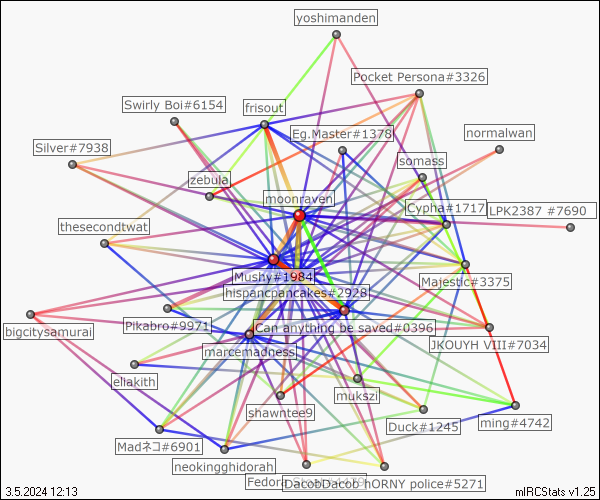 yoshimanden
Pocket Persona#3326
Swirly Boi#6154
frisout
Eg.Master#1378
normalwan
Silver#7938
somass
zebula
moonraven
Cypha#1717
LPK2387 #7690
thesecondtwat
Mushy#1984
Majestic#3375
hispancpancakes#2928
bigcitysamurai
Pikabro#9971
Can anything be saved#0396
JKOUYH VIII#7034
marcemadness
eliakith
mukszi
shawntee9
Duck#1245
ming#4742
Madネコ#6901
neokingghidorah
DacobDacob hORNY police#5271
3.5.2024 12:13
mIRCStats v1.25